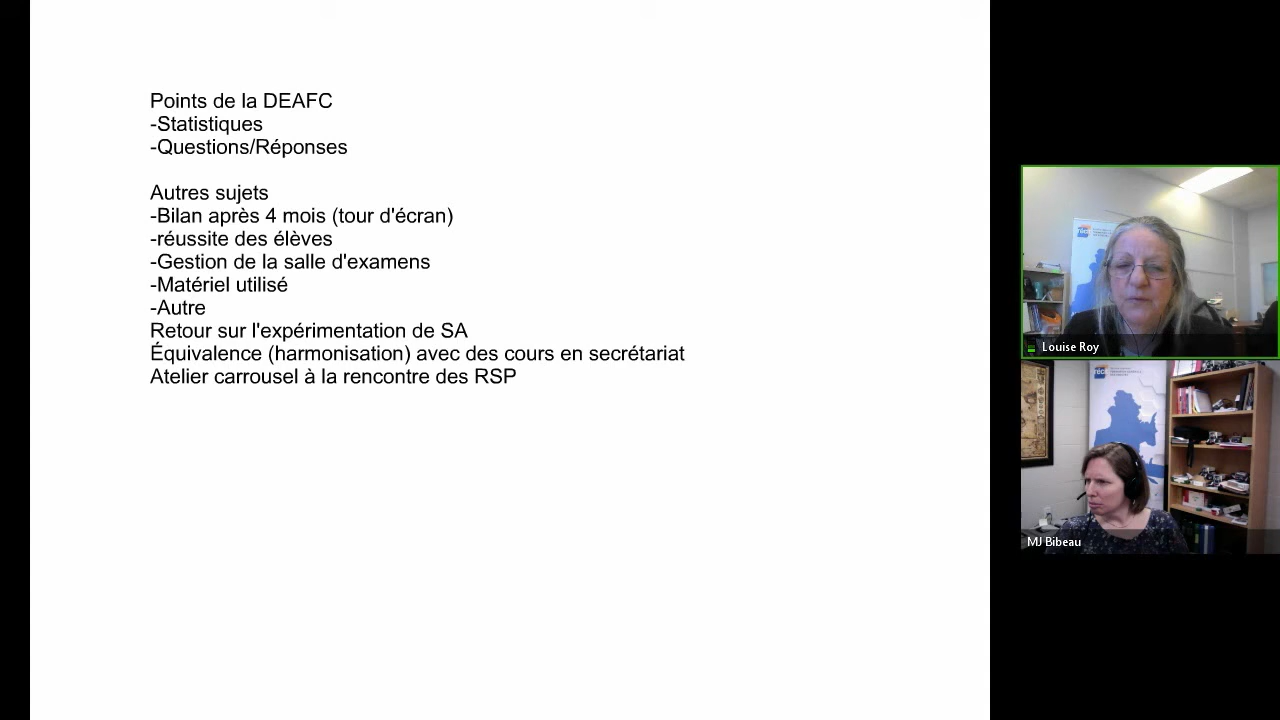 Points de la DEAFC
-Statistiques
-Questions/Réponses
Autres sujets
-Bilan après 4 mois (tour d'écran)
-réussite des élèves
-Gestion de la salle d'examens
-Matériel utilisé
-Autre
Retour sur l'expérimentation de SA
Équivalence (harmonisation) avec des cours en secrétariat
Atelier carrousel à la rencontre des RSP
Louise Roy
MJ Bibeau